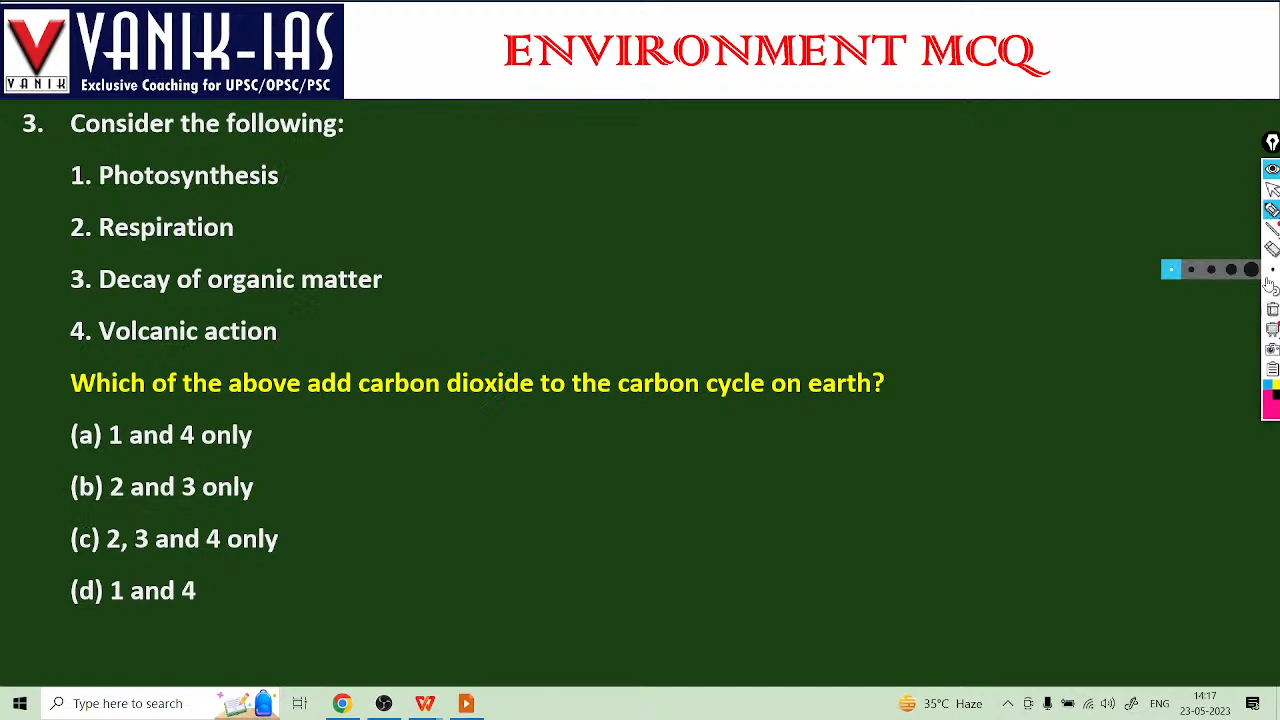 VANIK-IAS
VANIK
Exclusive Coaching for UPSC/OPSC/PSC
ENVIRONMENT MCQ
3. Consider the following:
1. Photosynthesis
2. Respiration
3. Decay of organic matter
4. Volcanic action
Which of the above add carbon dioxide to the carbon cycle on earth?
(a) 1 and 4 only
(b) 2 and 3 only
(c) 2, 3 and 4 only
(d) 1 and 4
Type here to search
35°C Haze
ENG
14:17
23-05-2023